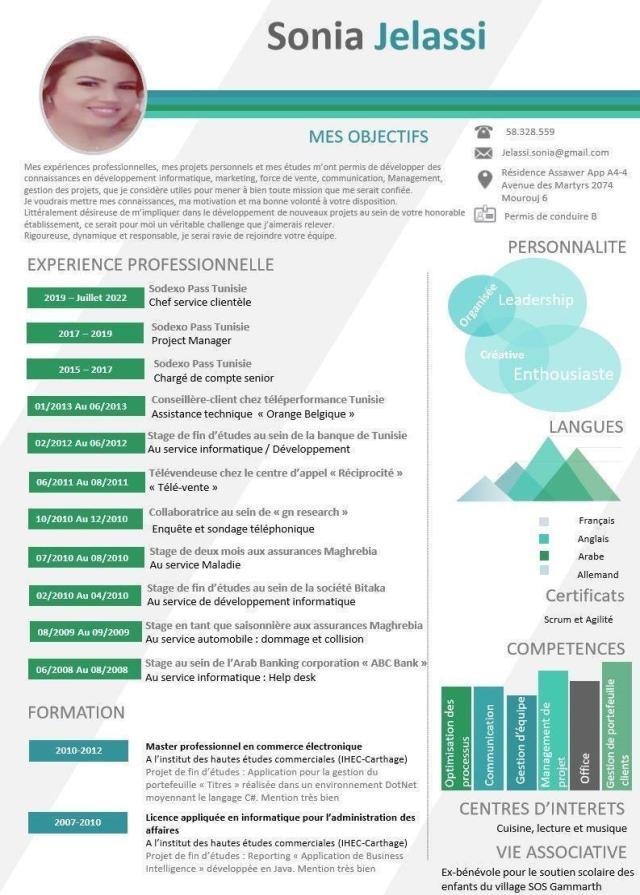 Sonia Jelassi
MES OBJECTIFS
Mes expériences professionnelles, mes projets personnels et mes études m'ont permis de développer des
connaissances en développement informatique, marketing, force de vente, communication, Management,
gestion des projets, que je considère utiles pour mener à bien toute mission que me serait confiée.
Je voudrais mettre mes connaissances, ma motivation et ma bonne volonté à votre disposition.
Littéralement désireuse de m'impliquer dans le développement de nouveaux projets au sein de votre honorable
établissement, ce serait pour moi un véritable challenge que j'aimerais relever.
Rigoureuse, dynamique et responsable, je serai ravie de rejoindre votre équipe.
58.328.559
Jelassi.sonia@gmail.com
Résidence Assawer App A4-4
Avenue des Martyrs 2074
Mourouj 6
Permis de conduire B
EXPERIENCE PROFESSIONNELLE
2019 – Juillet 2022
Sodexo Pass Tunisie
Chef service clientèle
2017 – 2019
Sodexo Pass Tunisie
Project Manager
2015 – 2017
Sodexo Pass Tunisie
Chargé de compte senior
01/2013 Au 06/2013
Conseillère-client chez téléperformance Tunisie
Assistance technique « Orange Belgique »
02/2012 Au 06/2012
Stage de fin d'études au sein de la banque de Tunisie
Au service informatique / Développement
06/2011 Au 08/2011
Télévendeuse chez le centre d'appel « Réciprocité »
« Télé-vente »
10/2010 Au 12/2010
Collaboratrice au sein de « gn research »
Enquête et sondage téléphonique
07/2010 Au 08/2010
Stage de deux mois aux assurances Maghrebia
Au service Maladie
02/2010 Au 04/2010
Stage de fin d'études au sein de la société Bitaka
Au service de développement informatique
08/2009 Au 09/2009
Stage en tant que saisonnière aux assurances Maghrebia
Au service automobile : dommage et collision
06/2008 Au 08/2008
Stage au sein de l'Arab Banking corporation « ABC Bank »
Au service informatique : Help desk
FORMATION
2010-2012
Master professionnel en commerce électronique
A l'institut des hautes études commerciales (IHEC-Carthage)
Projet de fin d'études : Application pour la gestion du
portefeuille « Titres » réalisée dans un environnement DotNet
moyennant le langage C#. Mention très bien
2007-2010
Licence appliquée en informatique pour l'administration des
affaires
A l'institut des hautes études commerciales (IHEC-Carthage)
Projet de fin d'études : Reporting « Application de Business
Intelligence » développée en Java. Mention très bien
PERSONNALITE
Organisée
Leadership
Créative
Enthousiaste
LANGUES
Français
Anglais
Arabe
Allemand
Certificats
Scrum et Agilité
COMPETENCES
Optimisation des
processus
Communication
Gestion d'équipe
Management de
projet
Office
Gestion de portefeuille
clients
CENTRES D'INTERETS
Cuisine, lecture et musique
VIE ASSOCIATIVE
Ex-bénévole pour le soutien scolaire des
enfants du village SOS Gammarth